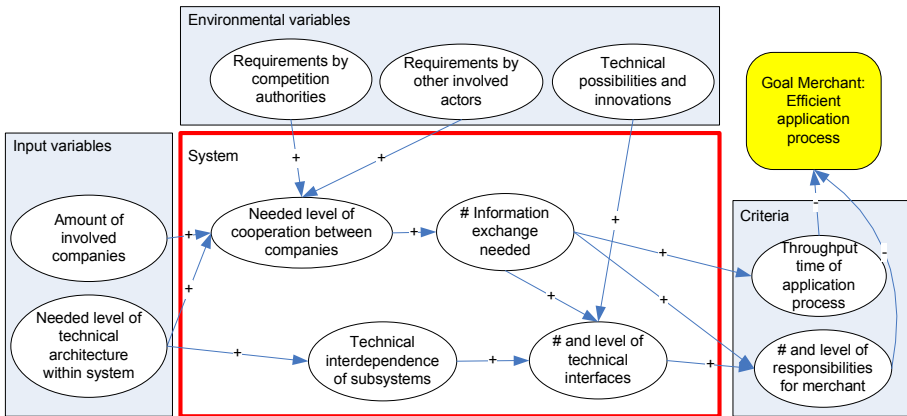 Environmental variables
Requirements by
competition
authorities
Requirements by
other involved
actors
Technical
possibilities and
innovations
Goal Merchant:
Efficient
application
process
Input variables
Amount of
involved
companies
Needed level of
technical
architecture within
system
System
Needed level of
cooperation between
companies
# Information
exchange
needed
Technical
interdependence
of subsystems
# and level of
technical
interfaces
Criteria
Throughput
time of
application
process
# and level of
responsibilities
for merchant
+
+
+
+
+
+
+
+
+
+
+
+
-
-